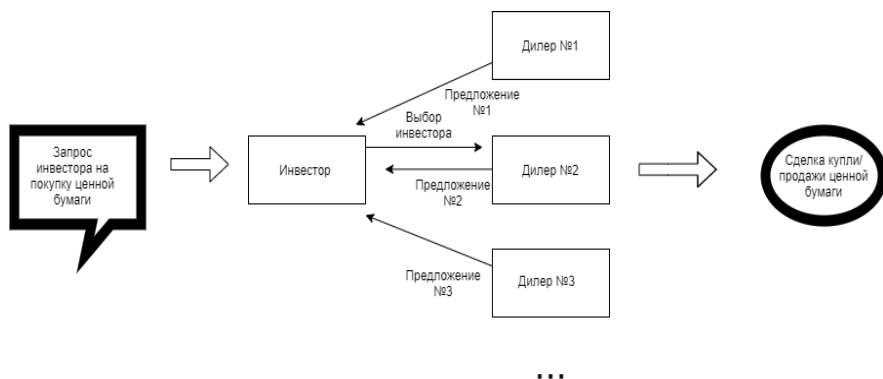 Дилер №1
Предложение
№1
Выбор
инвестора
Запрос
инвестора на
покупку ценной
бумаги
Инвестор
Дилер №2
Предложение
№2
Сделка купли/
продажи ценной
бумаги
Предложение
№3
Дилер №3
...